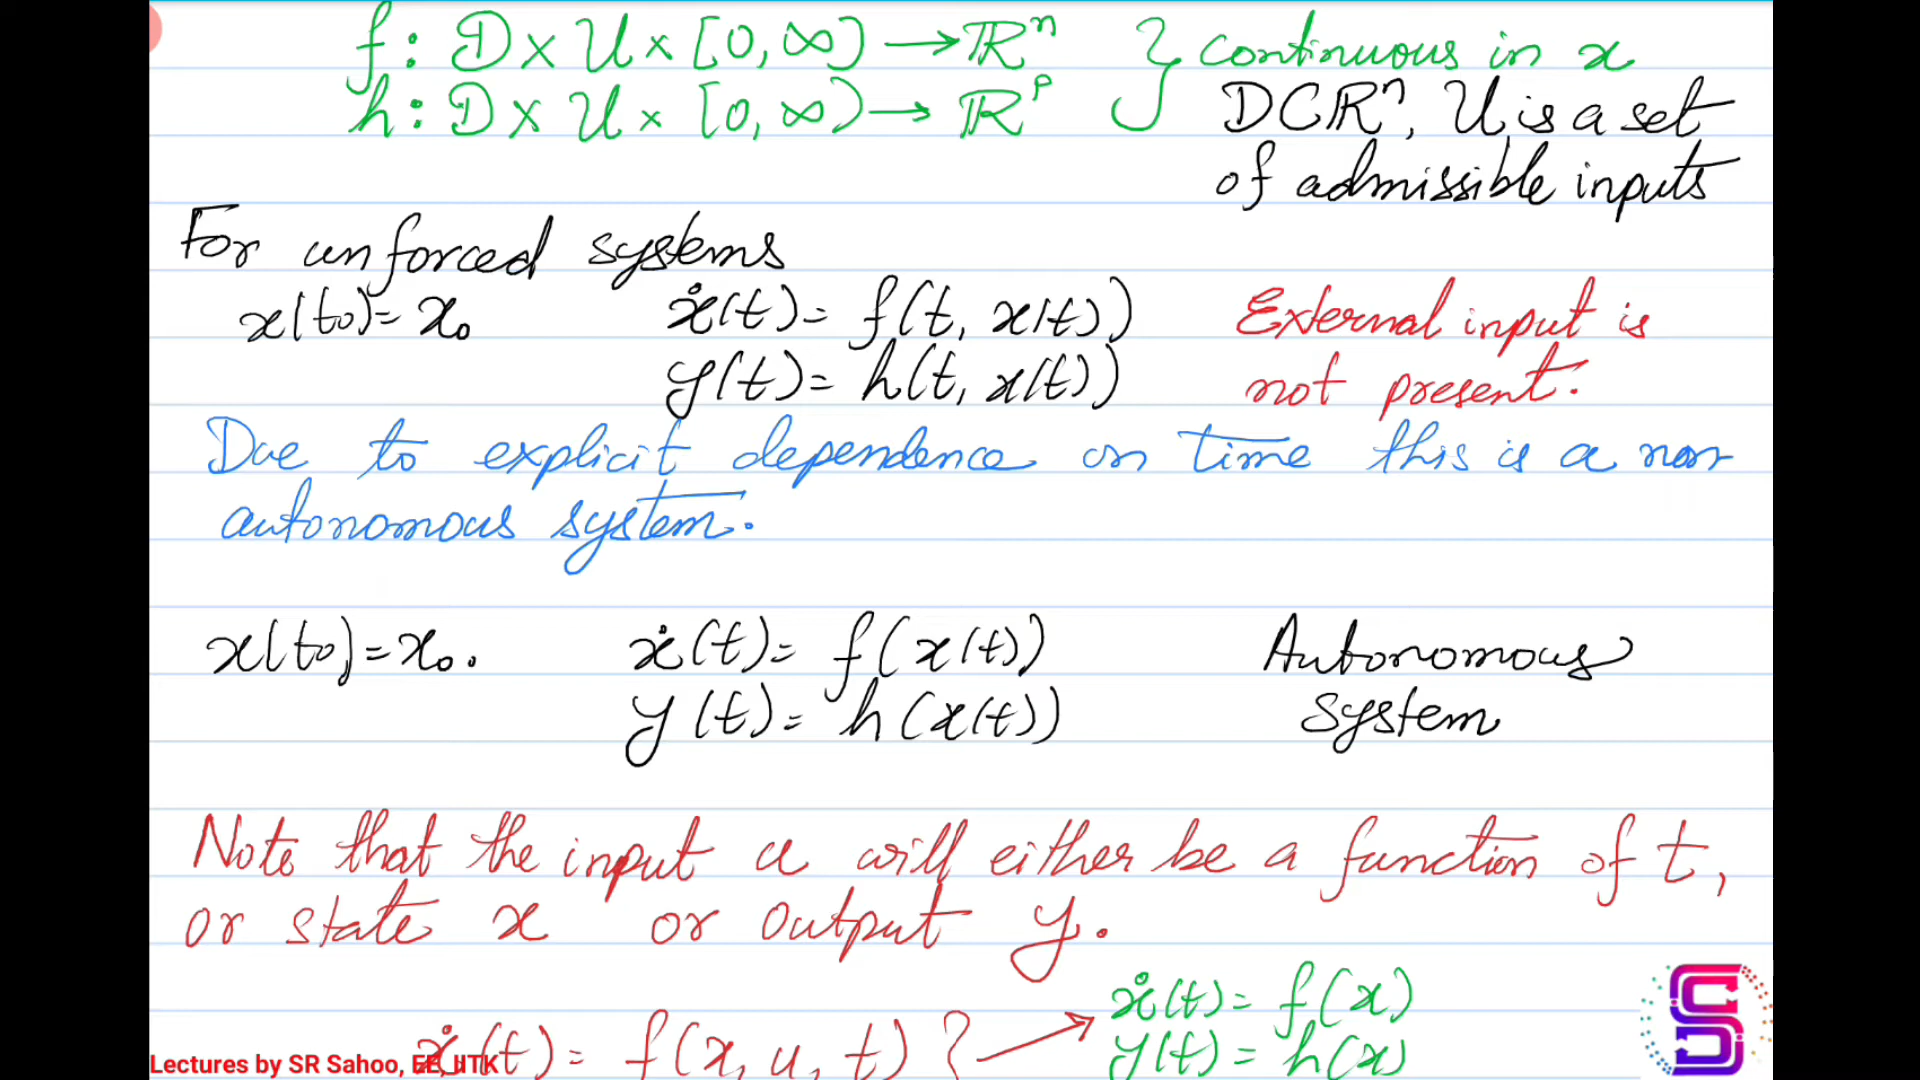 f: D × U × [0, ∞) → ℝⁿ } continuous in x
h: D × U × [0, ∞) → ℝᵖ
D ⊂ ℝⁿ, U is a set
of admissible inputs
For unforced systems
x(t₀) = x₀ ẋ(t) = f(t, x(t)) External input is
y(t) = h(t, x(t)) not present.
Due to explicit dependence on time this is a non
autonomous system.
x(t₀) = x₀. ẋ(t) = f(x(t)) Autonomous
y(t) = h(x(t)) system
Note that the input u will either be a function of t,
or state x or output y.
ẋ(t) = f(x)
ẋ(t) = f(x, u, t) } → y(t) = h(x)
Lectures by SR Sahoo, EE, IITK